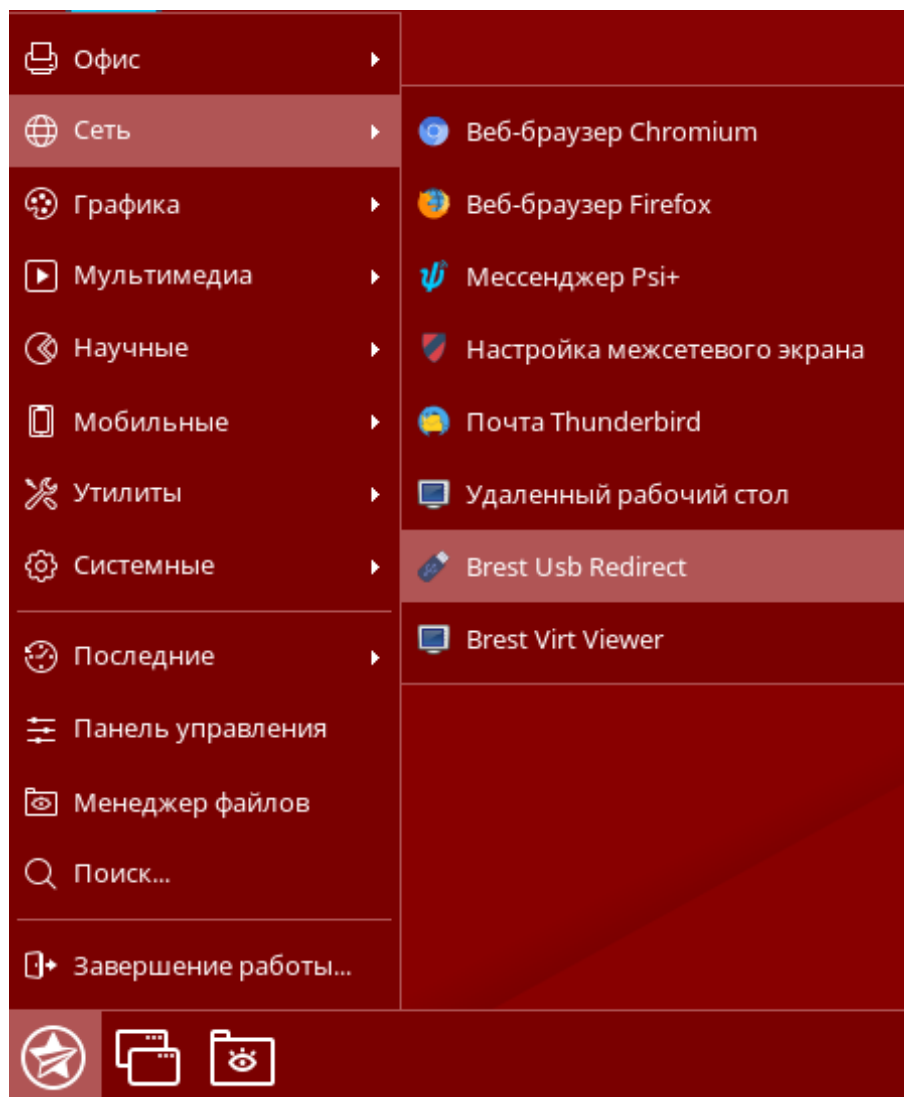 Офис
Сеть
Графика
Мультимедиа
Научные
Мобильные
Утилиты
Системные
Последние
Панель управления
Менеджер файлов
Поиск...
Завершение работы...
Веб-браузер Chromium
Веб-браузер Firefox
Мессенджер Psi+
Настройка межсетевого экрана
Почта Thunderbird
Удаленный рабочий стол
Brest Usb Redirect
Brest Virt Viewer